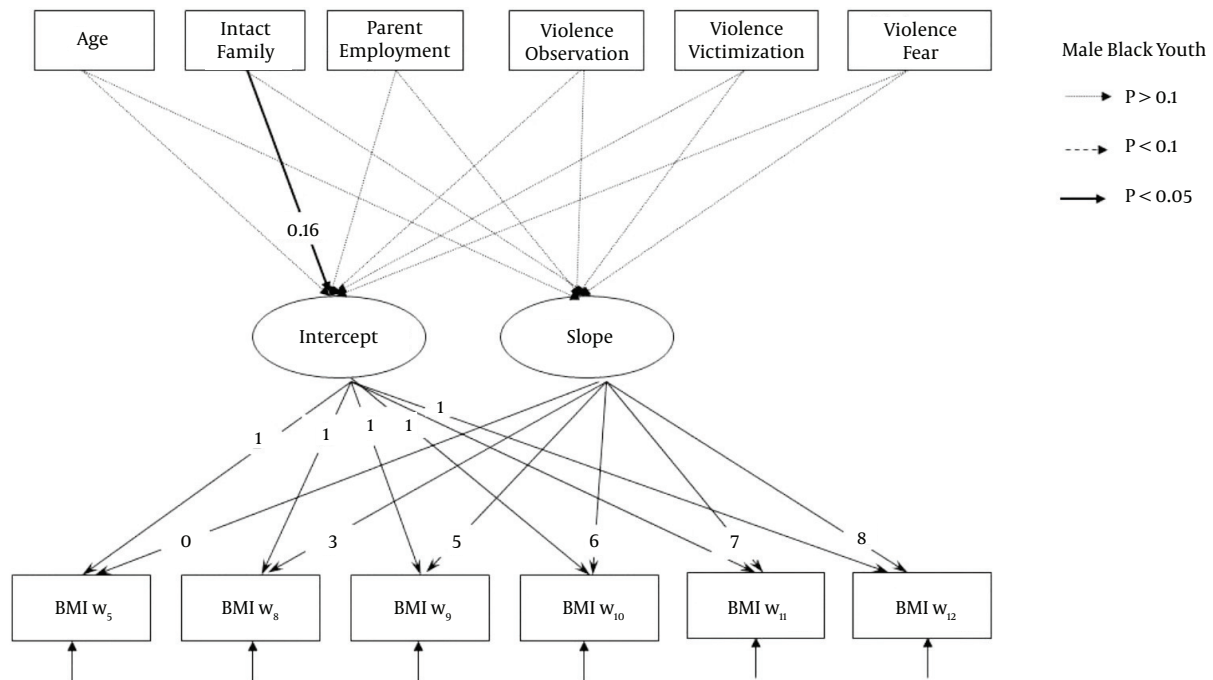 Age
Intact
Family
Parent
Employment
Violence
Observation
Violence
Victimization
Violence
Fear
Male Black Youth
P > 0.1
P < 0.1
P < 0.05
0.16
Intercept
Slope
1
1
1
1
1
0
3
5
6
7
8
BMI w₅
BMI w₈
BMI w₉
BMI w₁₀
BMI w₁₁
BMI w₁₂